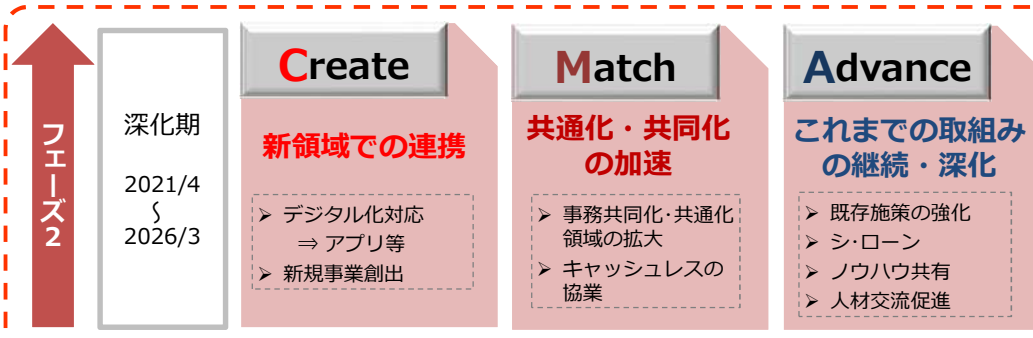 フェーズ2
深化期
2021/4
〜
2026/3
Create
新領域での連携
➢ デジタル化対応
⇒ アプリ等
➢ 新規事業創出
Match
共通化・共同化
の加速
➢ 事務共同化･共通化
領域の拡大
➢ キャッシュレスの
協業
Advance
これまでの取組み
の継続・深化
➢ 既存施策の強化
➢ シ･ローン
➢ ノウハウ共有
➢ 人材交流促進